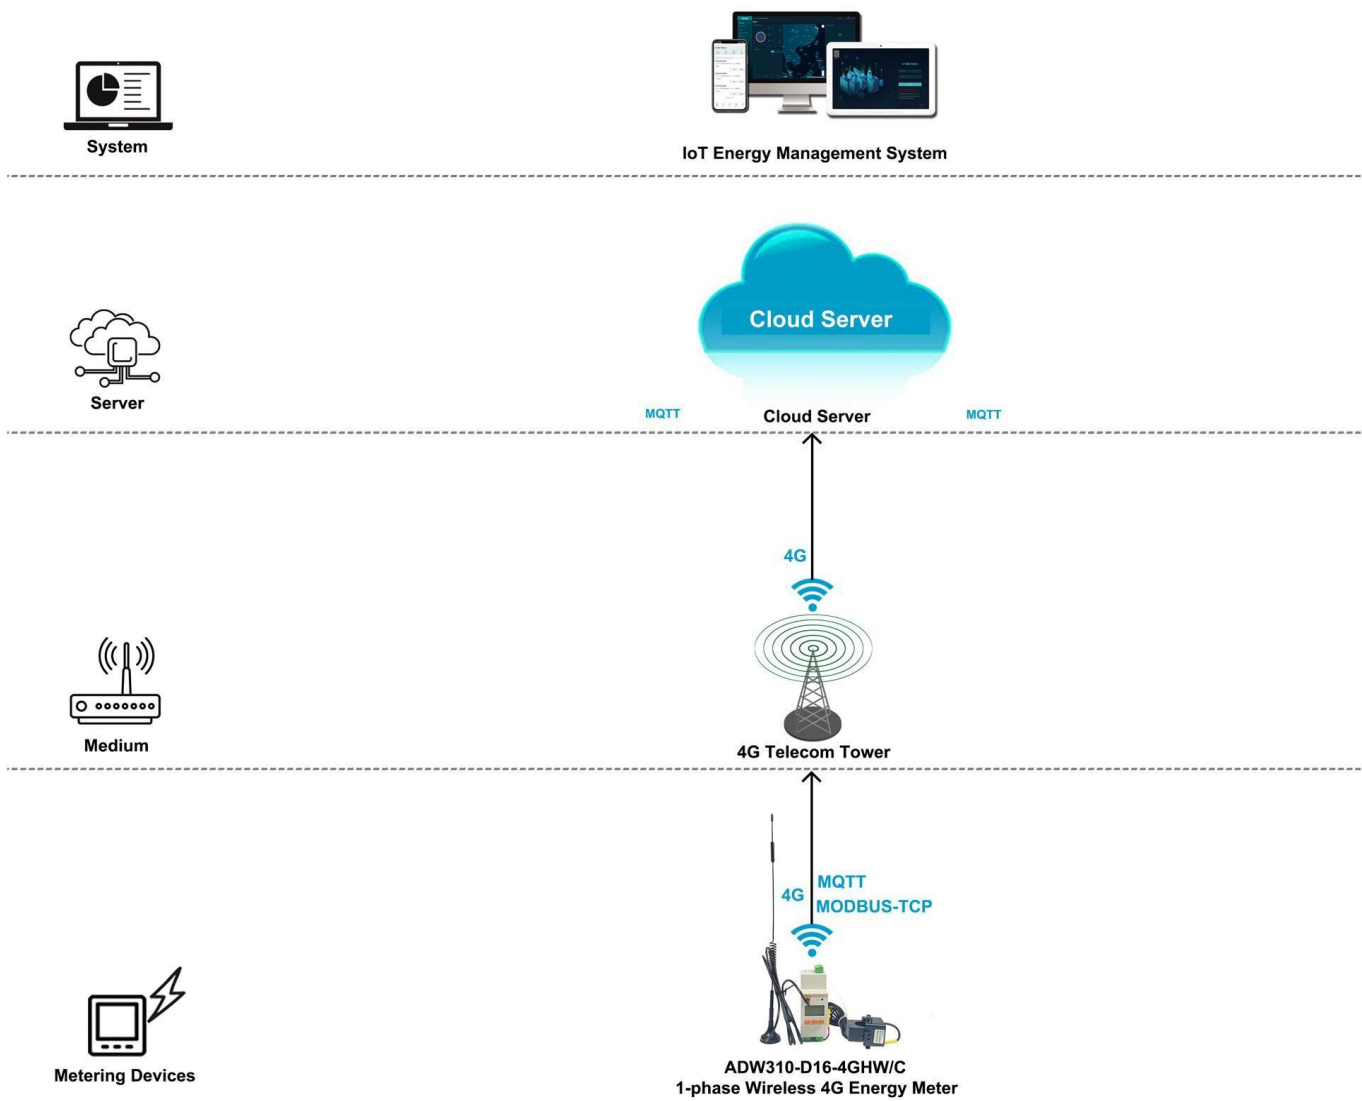 System
IoT Energy Management System
Cloud Server
Server
MQTT
Cloud Server
MQTT
4G
Medium
4G Telecom Tower
4G
MQTT
MODBUS-TCP
Metering Devices
ADW310-D16-4GHW/C
1-phase Wireless 4G Energy Meter